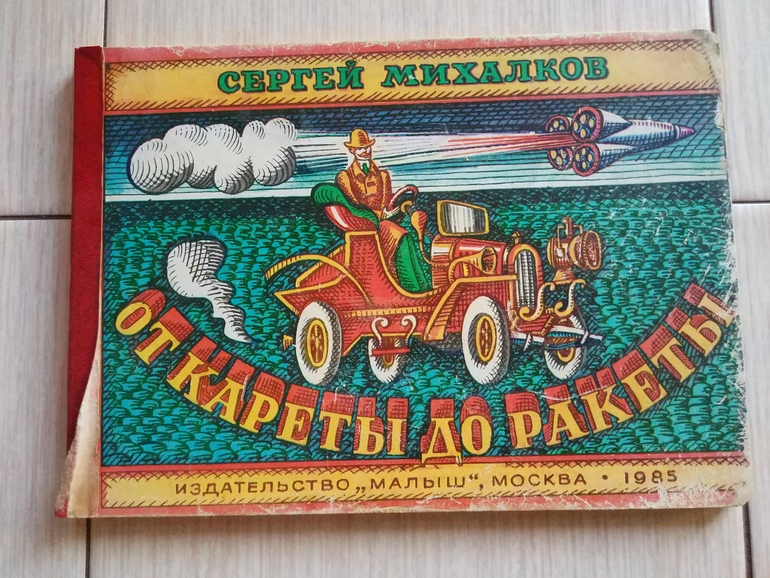 СЕРГЕЙ МИХАЛКОВ
ОТ КАРЕТЫ ДО РАКЕТЫ
ИЗДАТЕЛЬСТВО „МАЛЫШ“, МОСКВА • 1985